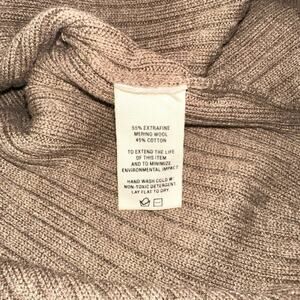 55% EXTRAFINE
MERINO WOOL
45% COTTON
TO EXTEND THE LIFE
OF THIS ITEM
AND TO MINIMIZE
ENVIRONMENTAL IMPACT
HAND WASH COLD W/
NON-TOXIC DETERGENT.
LAY FLAT TO DRY.